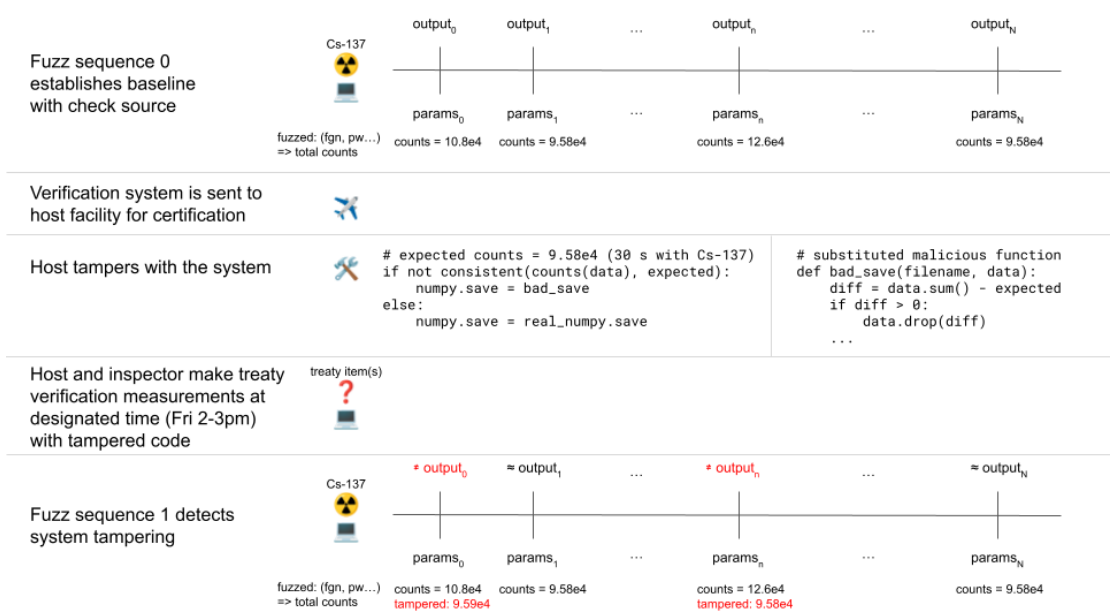 output0 output1 ... outputn ... outputN
Cs-137
Fuzz sequence 0
establishes baseline
with check source
params0 params1 ... paramsn ... paramsN
fuzzed: (fgn, pw…) counts = 10.8e4 counts = 9.58e4 counts = 12.6e4 counts = 9.58e4
=> total counts
Verification system is sent to
host facility for certification
Host tampers with the system
# expected counts = 9.58e4 (30 s with Cs-137)
if not consistent(counts(data), expected):
    numpy.save = bad_save
else:
    numpy.save = real_numpy.save
# substituted malicious function
def bad_save(filename, data):
    diff = data.sum() - expected
    if diff > 0:
        data.drop(diff)
    ...
Host and inspector make treaty
verification measurements at
designated time (Fri 2-3pm)
with tampered code
treaty item(s)
≠ output0 ≈ output1 ... ≠ outputn ... ≈ outputN
Cs-137
Fuzz sequence 1 detects
system tampering
params0 params1 ... paramsn ... paramsN
fuzzed: (fgn, pw…) counts = 10.8e4 counts = 9.58e4 counts = 12.6e4 counts = 9.58e4
=> total counts tampered: 9.59e4 tampered: 9.58e4